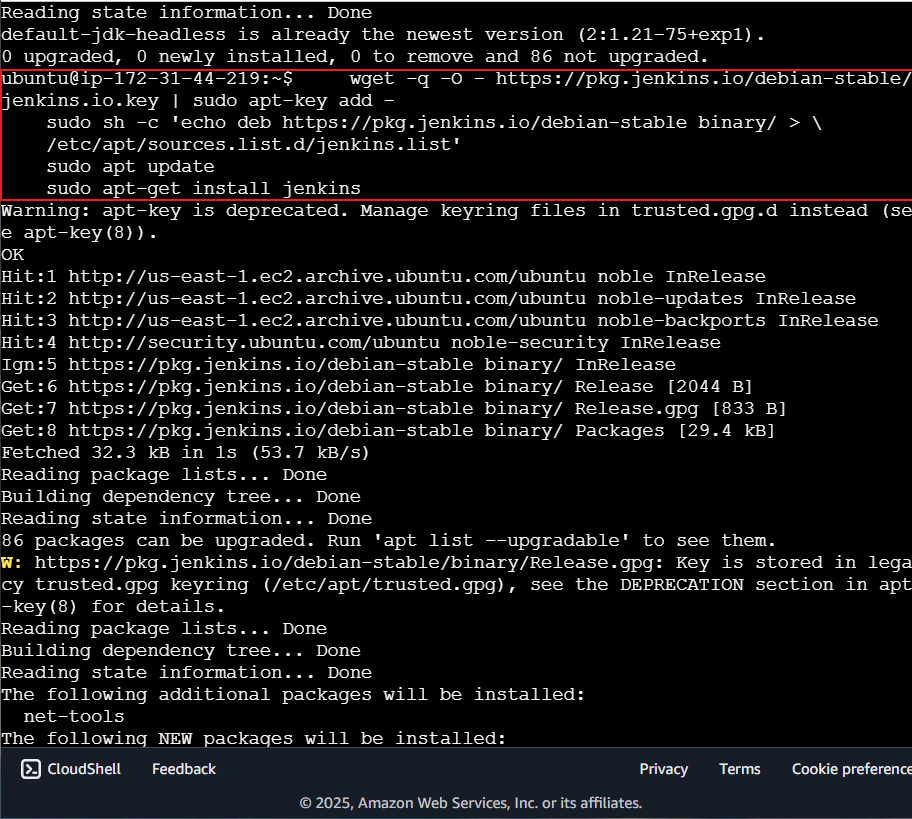 Reading state information... Done
default-jdk-headless is already the newest version (2:1.21-75+exp1).
0 upgraded, 0 newly installed, 0 to remove and 86 not upgraded.
ubuntu@ip-172-31-44-219:~$     wget -q -O - https://pkg.jenkins.io/debian-stable/
jenkins.io.key | sudo apt-key add -
    sudo sh -c 'echo deb https://pkg.jenkins.io/debian-stable binary/ > \
    /etc/apt/sources.list.d/jenkins.list'
    sudo apt update
    sudo apt-get install jenkins
Warning: apt-key is deprecated. Manage keyring files in trusted.gpg.d instead (se
e apt-key(8)).
OK
Hit:1 http://us-east-1.ec2.archive.ubuntu.com/ubuntu noble InRelease
Hit:2 http://us-east-1.ec2.archive.ubuntu.com/ubuntu noble-updates InRelease
Hit:3 http://us-east-1.ec2.archive.ubuntu.com/ubuntu noble-backports InRelease
Hit:4 http://security.ubuntu.com/ubuntu noble-security InRelease
Ign:5 https://pkg.jenkins.io/debian-stable binary/ InRelease
Get:6 https://pkg.jenkins.io/debian-stable binary/ Release [2044 B]
Get:7 https://pkg.jenkins.io/debian-stable binary/ Release.gpg [833 B]
Get:8 https://pkg.jenkins.io/debian-stable binary/ Packages [29.4 kB]
Fetched 32.3 kB in 1s (53.7 kB/s)
Reading package lists... Done
Building dependency tree... Done
Reading state information... Done
86 packages can be upgraded. Run 'apt list --upgradable' to see them.
W: https://pkg.jenkins.io/debian-stable/binary/Release.gpg: Key is stored in lega
cy trusted.gpg keyring (/etc/apt/trusted.gpg), see the DEPRECATION section in apt
-key(8) for details.
Reading package lists... Done
Building dependency tree... Done
Reading state information... Done
The following additional packages will be installed:
  net-tools
The following NEW packages will be installed:
CloudShell Feedback Privacy Terms Cookie preference
© 2025, Amazon Web Services, Inc. or its affiliates.